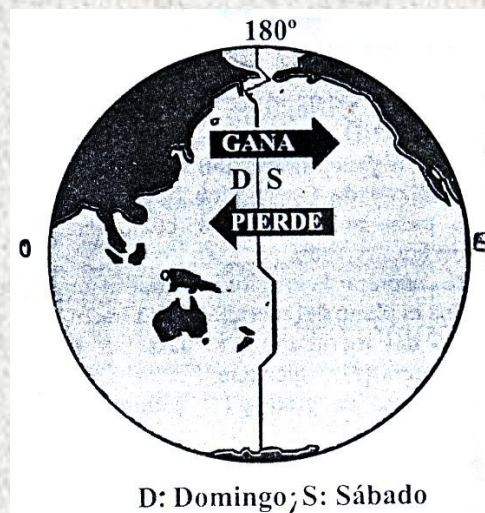 180º
GANA
D S
PIERDE
O E
D: Domingo; S: Sábado